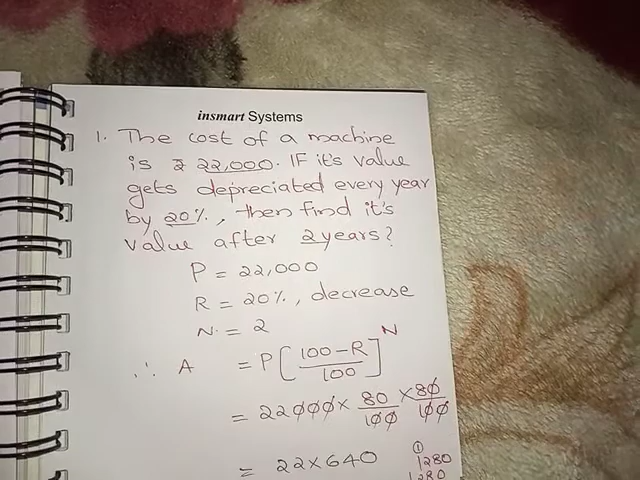 insmart Systems
1. The cost of a machine
is ₹ 22,000. IF it's value
gets depreciated every year
by 20%, then find it's
value after 2 years?
P = 22,000
R = 20%, decrease
N = 2
∴ A = P[100-R/100]^N
= 22000 × 80/100 × 80/100
= 22×640
1
1280
1280